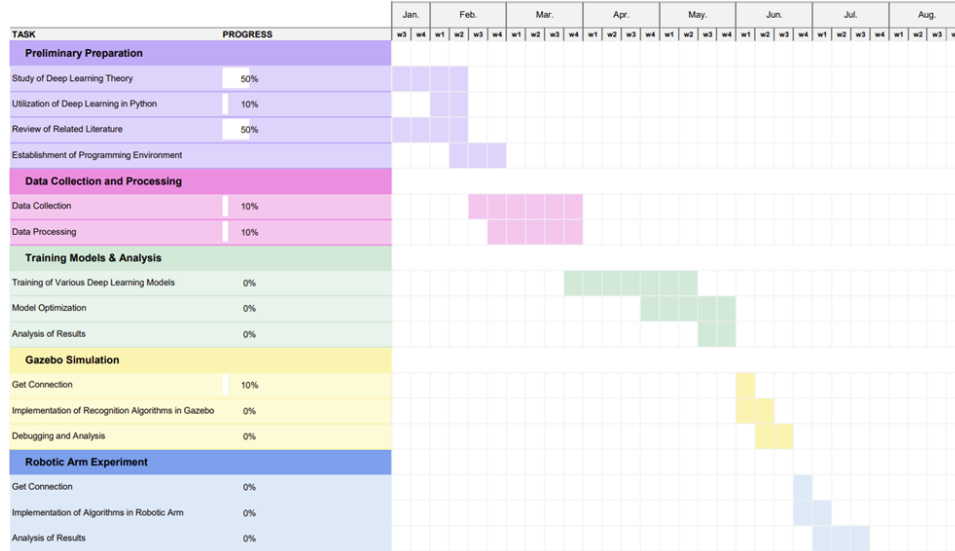 Jan. Feb. Mar. Apr. May. Jun. Jul. Aug.
TASK PROGRESS w3 w4 w1 w2 w3 w4 w1 w2 w3 w4 w1 w2 w3 w4 w1 w2 w3 w4 w1 w2 w3 w4 w1 w2 w3 w4 w1 w2 w3
Preliminary Preparation
Study of Deep Learning Theory 50%
Utilization of Deep Learning in Python 10%
Review of Related Literature 50%
Establishment of Programming Environment
Data Collection and Processing
Data Collection 10%
Data Processing 10%
Training Models & Analysis
Training of Various Deep Learning Models 0%
Model Optimization 0%
Analysis of Results 0%
Gazebo Simulation
Get Connection 10%
Implementation of Recognition Algorithms in Gazebo 0%
Debugging and Analysis 0%
Robotic Arm Experiment
Get Connection 0%
Implementation of Algorithms in Robotic Arm 0%
Analysis of Results 0%